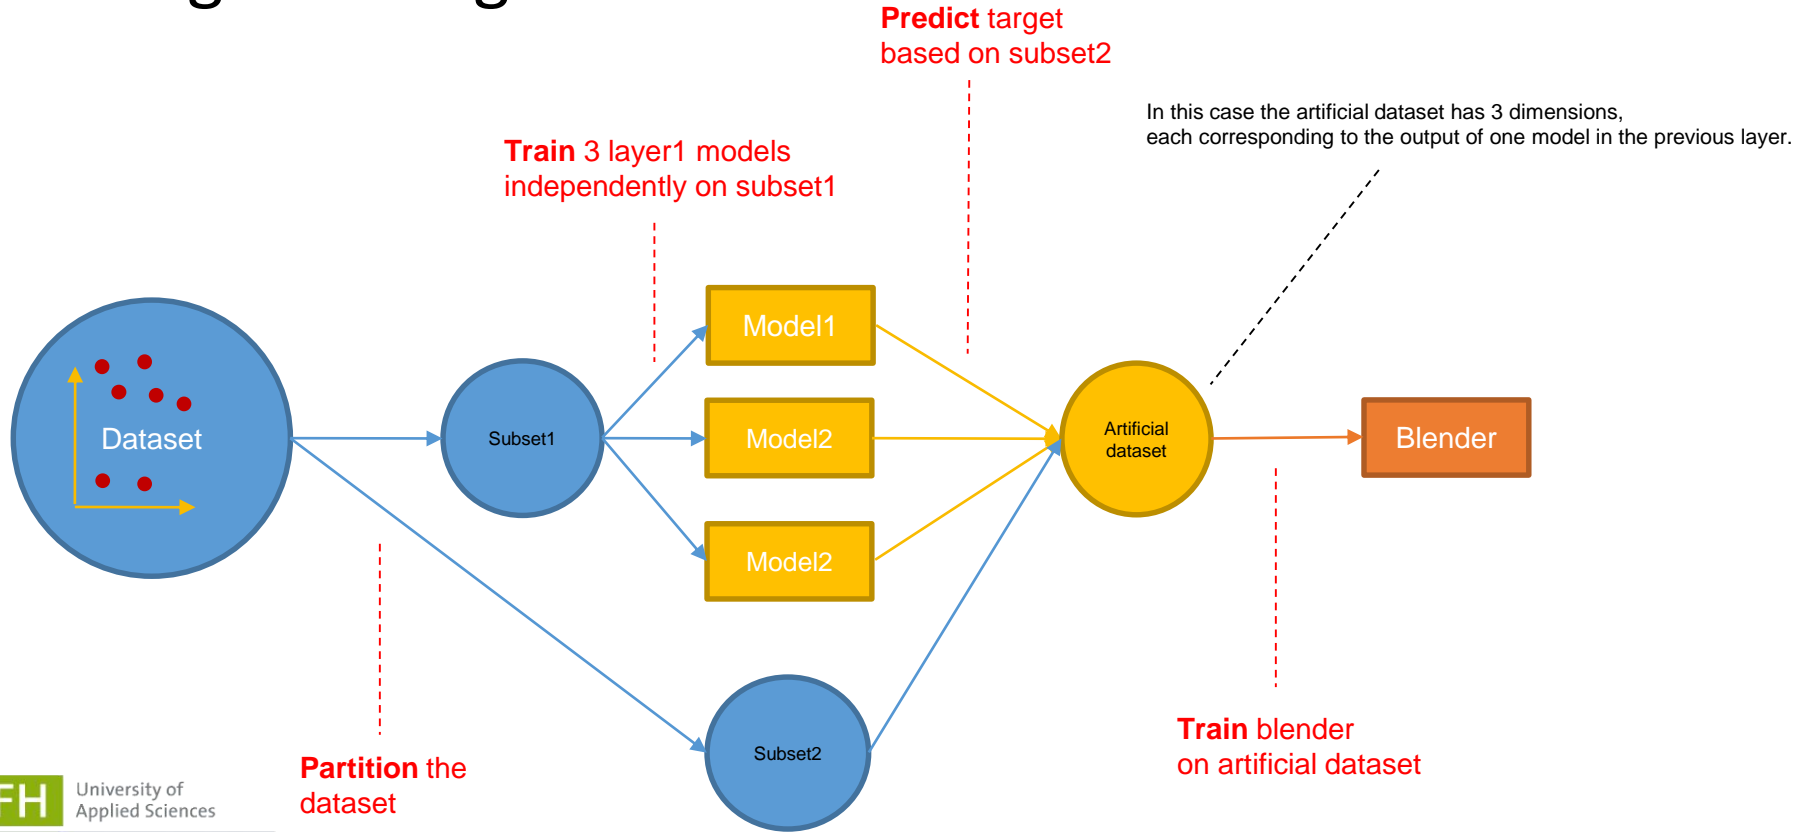 Predict target
based on subset2
In this case the artificial dataset has 3 dimensions,
each corresponding to the output of one model in the previous layer.
Train 3 layer1 models
independently on subset1
Model1
Dataset
Subset1
Model2
Artificial
dataset
Blender
Model2
Subset2
Train blender
on artificial dataset
Partition the
dataset
FH
University of
Applied Sciences